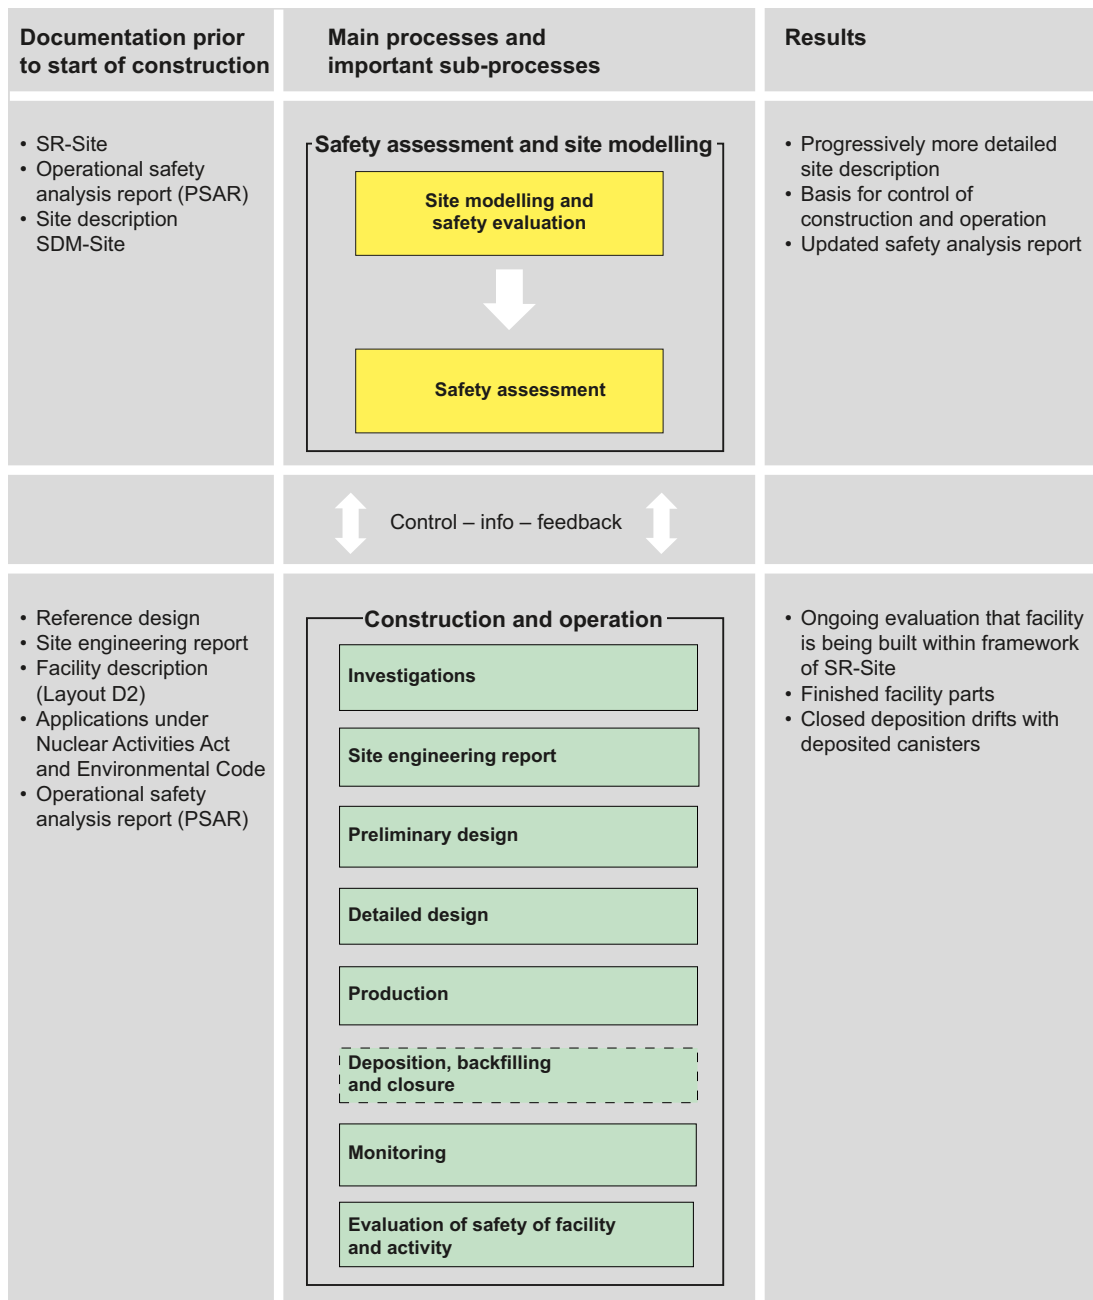 Documentation prior
to start of construction
Main processes and
important sub-processes
Results
• SR-Site
• Operational safety
analysis report (PSAR)
• Site description
SDM-Site
Safety assessment and site modelling
Site modelling and
safety evaluation
Safety assessment
• Progressively more detailed
site description
• Basis for control of
construction and operation
• Updated safety analysis report
Control – info – feedback
• Reference design
• Site engineering report
• Facility description
(Layout D2)
• Applications under
Nuclear Activities Act
and Environmental Code
• Operational safety
analysis report (PSAR)
Construction and operation
Investigations
Site engineering report
Preliminary design
Detailed design
Production
Deposition, backfilling
and closure
Monitoring
Evaluation of safety of facility
and activity
• Ongoing evaluation that facility
is being built within framework
of SR-Site
• Finished facility parts
• Closed deposition drifts with
deposited canisters